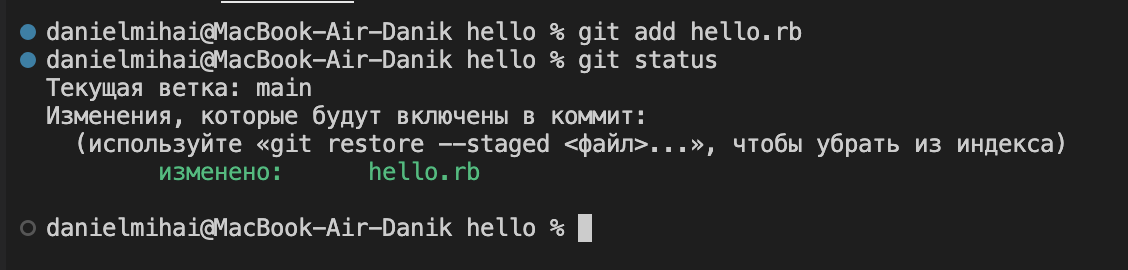 danielmihai@MacBook-Air-Danik hello % git add hello.rb
danielmihai@MacBook-Air-Danik hello % git status
Текущая ветка: main
Изменения, которые будут включены в коммит:
  (используйте «git restore --staged <файл>...», чтобы убрать из индекса)
        изменено:      hello.rb
danielmihai@MacBook-Air-Danik hello %